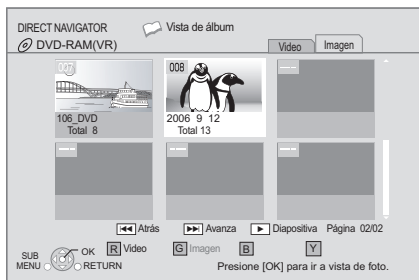 DIRECT NAVIGATOR Vista de álbum
DVD-RAM(VR) Video Imagen
007 008 ---
106_DVD 2006 9 12
Total 8 Total 13
--- --- ---
Atrás Avanza Diapositiva Página 02/02
SUB MENU OK RETURN R Video G Imagen B Y
Presione [OK] para ir a vista de foto.